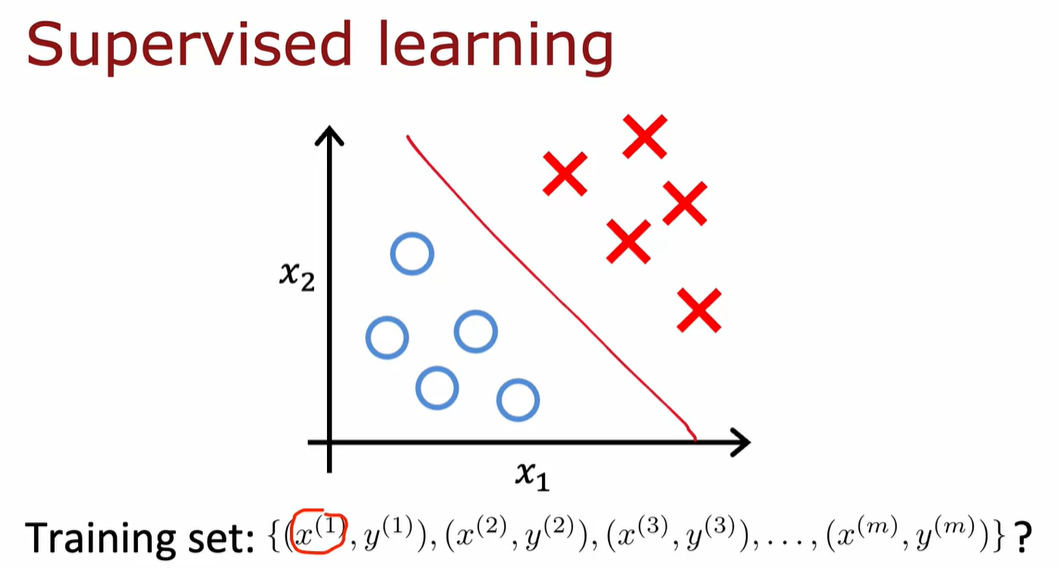 Supervised learning
x₂
x₁
Training set: {(x⁽¹⁾, y⁽¹⁾), (x⁽²⁾, y⁽²⁾), (x⁽³⁾, y⁽³⁾), . . . , (x⁽ᵐ⁾, y⁽ᵐ⁾)} ?